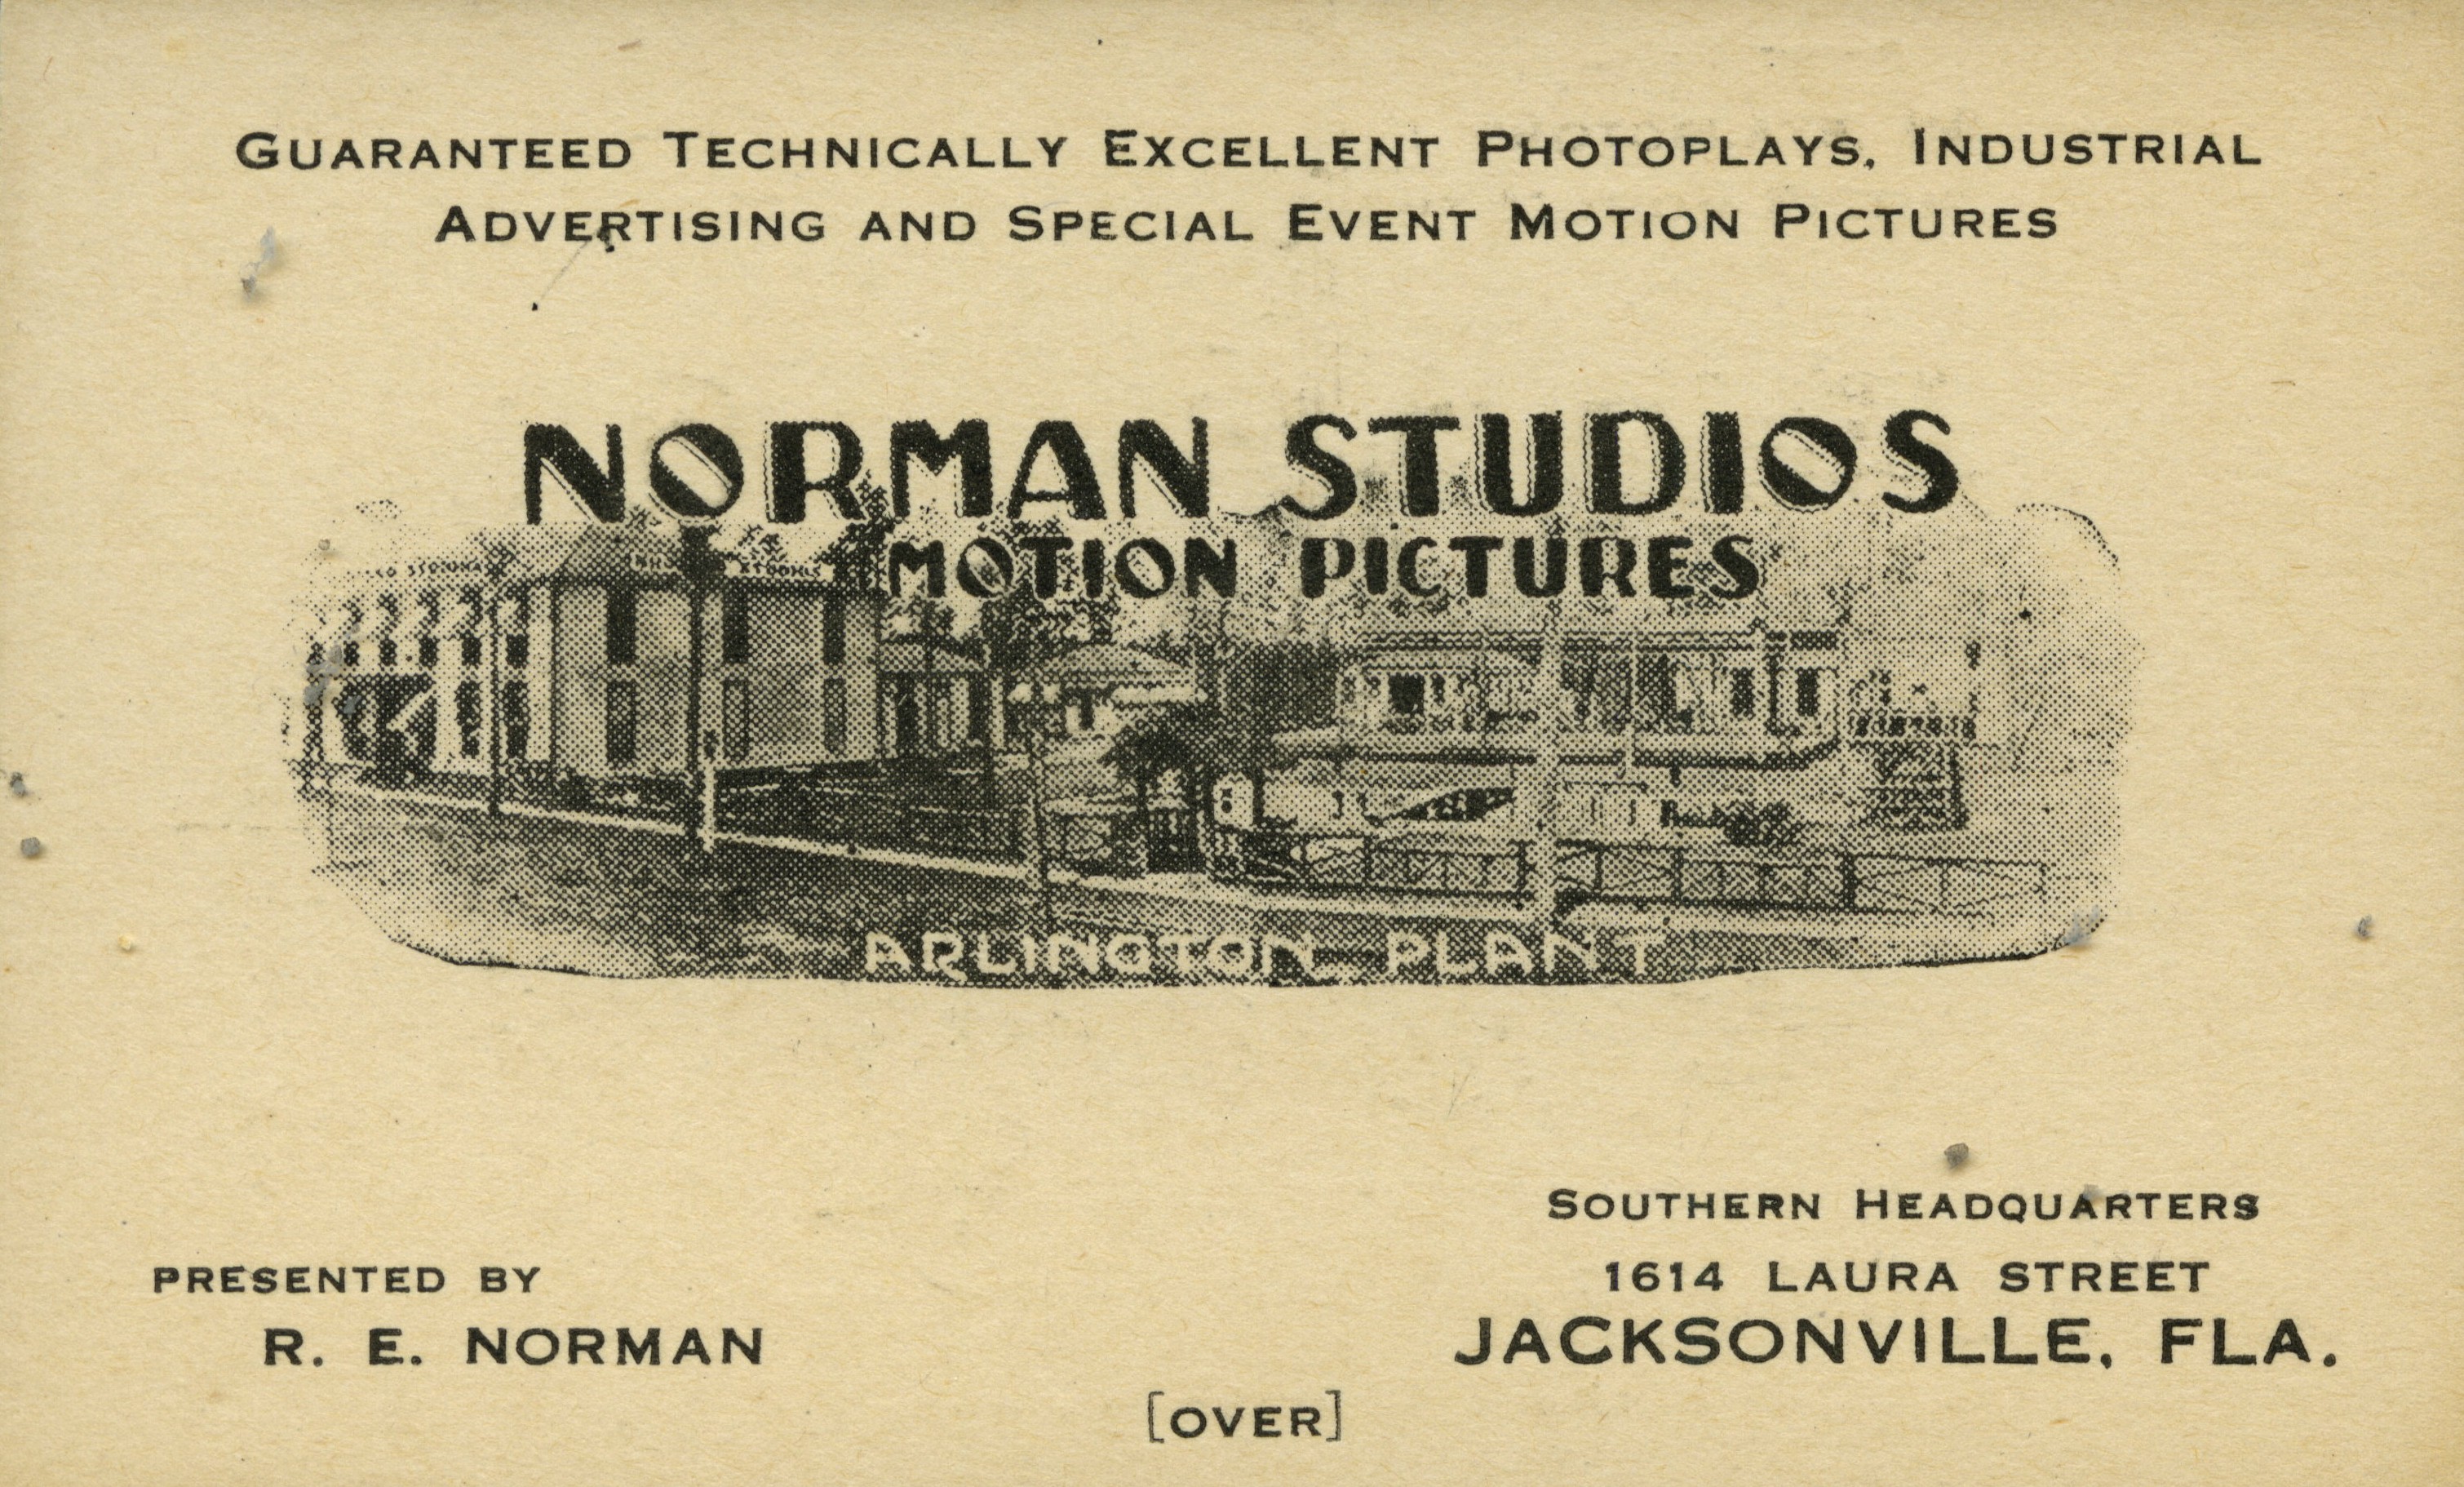 GUARANTEED TECHNICALLY EXCELLENT PHOTOPLAYS, INDUSTRIAL
ADVERTISING AND SPECIAL EVENT MOTION PICTURES
NORMAN STUDIOS
MOTION PICTURES
STUDIOS
ARLINGTON PLANT
SOUTHERN HEADQUARTERS
PRESENTED BY
1614 LAURA STREET
R. E. NORMAN
JACKSONVILLE, FLA.
[OVER]